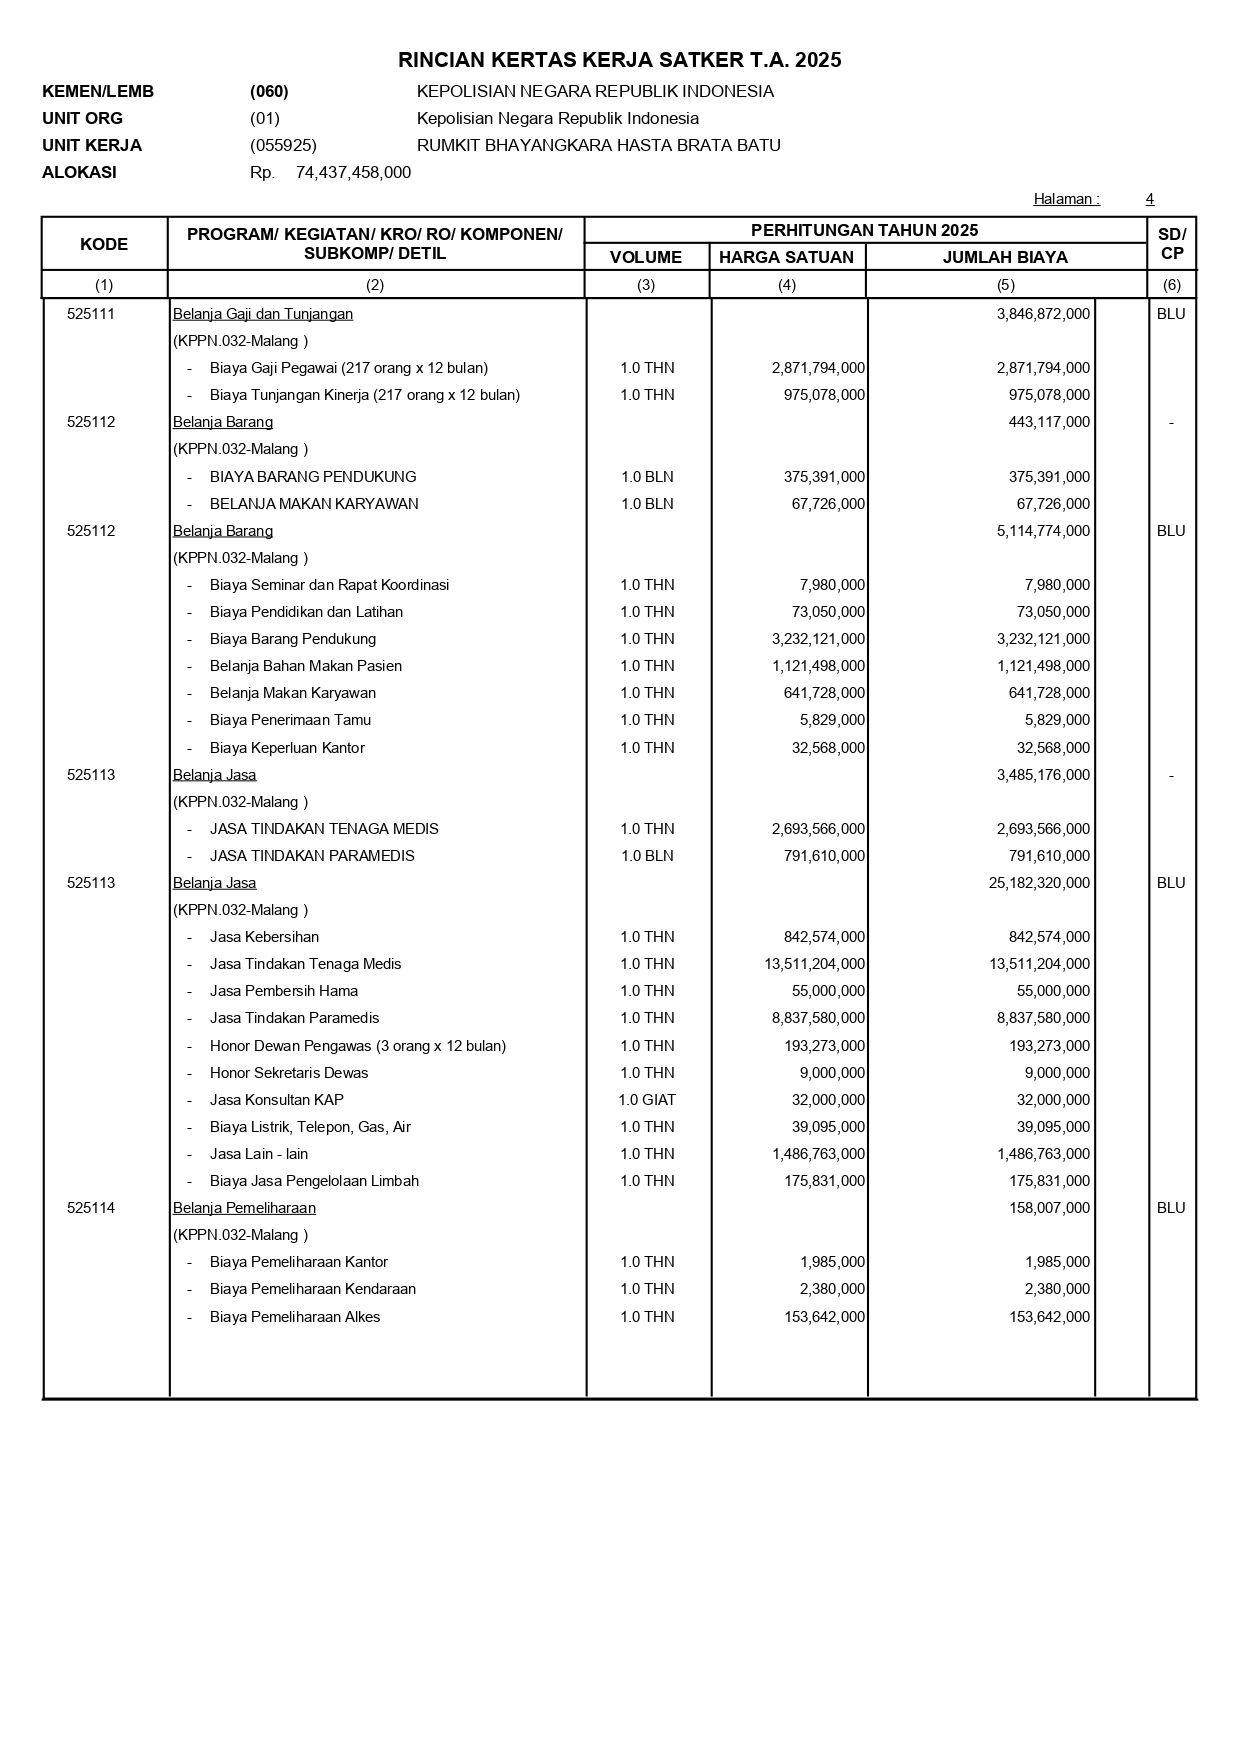 RINCIAN KERTAS KERJA SATKER T.A. 2025
KEMEN/LEMB (060) KEPOLISIAN NEGARA REPUBLIK INDONESIA
UNIT ORG (01) Kepolisian Negara Republik Indonesia
UNIT KERJA (055925) RUMKIT BHAYANGKARA HASTA BRATA BATU
ALOKASI Rp. 74,437,458,000
Halaman : 4
KODE PROGRAM/ KEGIATAN/ KRO/ RO/ KOMPONEN/ SUBKOMP/ DETIL PERHITUNGAN TAHUN 2025 SD/ CP
VOLUME HARGA SATUAN JUMLAH BIAYA
(1) (2) (3) (4) (5) (6)
525111 Belanja Gaji dan Tunjangan 3,846,872,000 BLU
(KPPN.032-Malang )
- Biaya Gaji Pegawai (217 orang x 12 bulan) 1.0 THN 2,871,794,000 2,871,794,000
- Biaya Tunjangan Kinerja (217 orang x 12 bulan) 1.0 THN 975,078,000 975,078,000
525112 Belanja Barang 443,117,000 -
(KPPN.032-Malang )
- BIAYA BARANG PENDUKUNG 1.0 BLN 375,391,000 375,391,000
- BELANJA MAKAN KARYAWAN 1.0 BLN 67,726,000 67,726,000
525112 Belanja Barang 5,114,774,000 BLU
(KPPN.032-Malang )
- Biaya Seminar dan Rapat Koordinasi 1.0 THN 7,980,000 7,980,000
- Biaya Pendidikan dan Latihan 1.0 THN 73,050,000 73,050,000
- Biaya Barang Pendukung 1.0 THN 3,232,121,000 3,232,121,000
- Belanja Bahan Makan Pasien 1.0 THN 1,121,498,000 1,121,498,000
- Belanja Makan Karyawan 1.0 THN 641,728,000 641,728,000
- Biaya Penerimaan Tamu 1.0 THN 5,829,000 5,829,000
- Biaya Keperluan Kantor 1.0 THN 32,568,000 32,568,000
525113 Belanja Jasa 3,485,176,000 -
(KPPN.032-Malang )
- JASA TINDAKAN TENAGA MEDIS 1.0 THN 2,693,566,000 2,693,566,000
- JASA TINDAKAN PARAMEDIS 1.0 BLN 791,610,000 791,610,000
525113 Belanja Jasa 25,182,320,000 BLU
(KPPN.032-Malang )
- Jasa Kebersihan 1.0 THN 842,574,000 842,574,000
- Jasa Tindakan Tenaga Medis 1.0 THN 13,511,204,000 13,511,204,000
- Jasa Pembersih Hama 1.0 THN 55,000,000 55,000,000
- Jasa Tindakan Paramedis 1.0 THN 8,837,580,000 8,837,580,000
- Honor Dewan Pengawas (3 orang x 12 bulan) 1.0 THN 193,273,000 193,273,000
- Honor Sekretaris Dewas 1.0 THN 9,000,000 9,000,000
- Jasa Konsultan KAP 1.0 GIAT 32,000,000 32,000,000
- Biaya Listrik, Telepon, Gas, Air 1.0 THN 39,095,000 39,095,000
- Jasa Lain - lain 1.0 THN 1,486,763,000 1,486,763,000
- Biaya Jasa Pengelolaan Limbah 1.0 THN 175,831,000 175,831,000
525114 Belanja Pemeliharaan 158,007,000 BLU
(KPPN.032-Malang )
- Biaya Pemeliharaan Kantor 1.0 THN 1,985,000 1,985,000
- Biaya Pemeliharaan Kendaraan 1.0 THN 2,380,000 2,380,000
- Biaya Pemeliharaan Alkes 1.0 THN 153,642,000 153,642,000